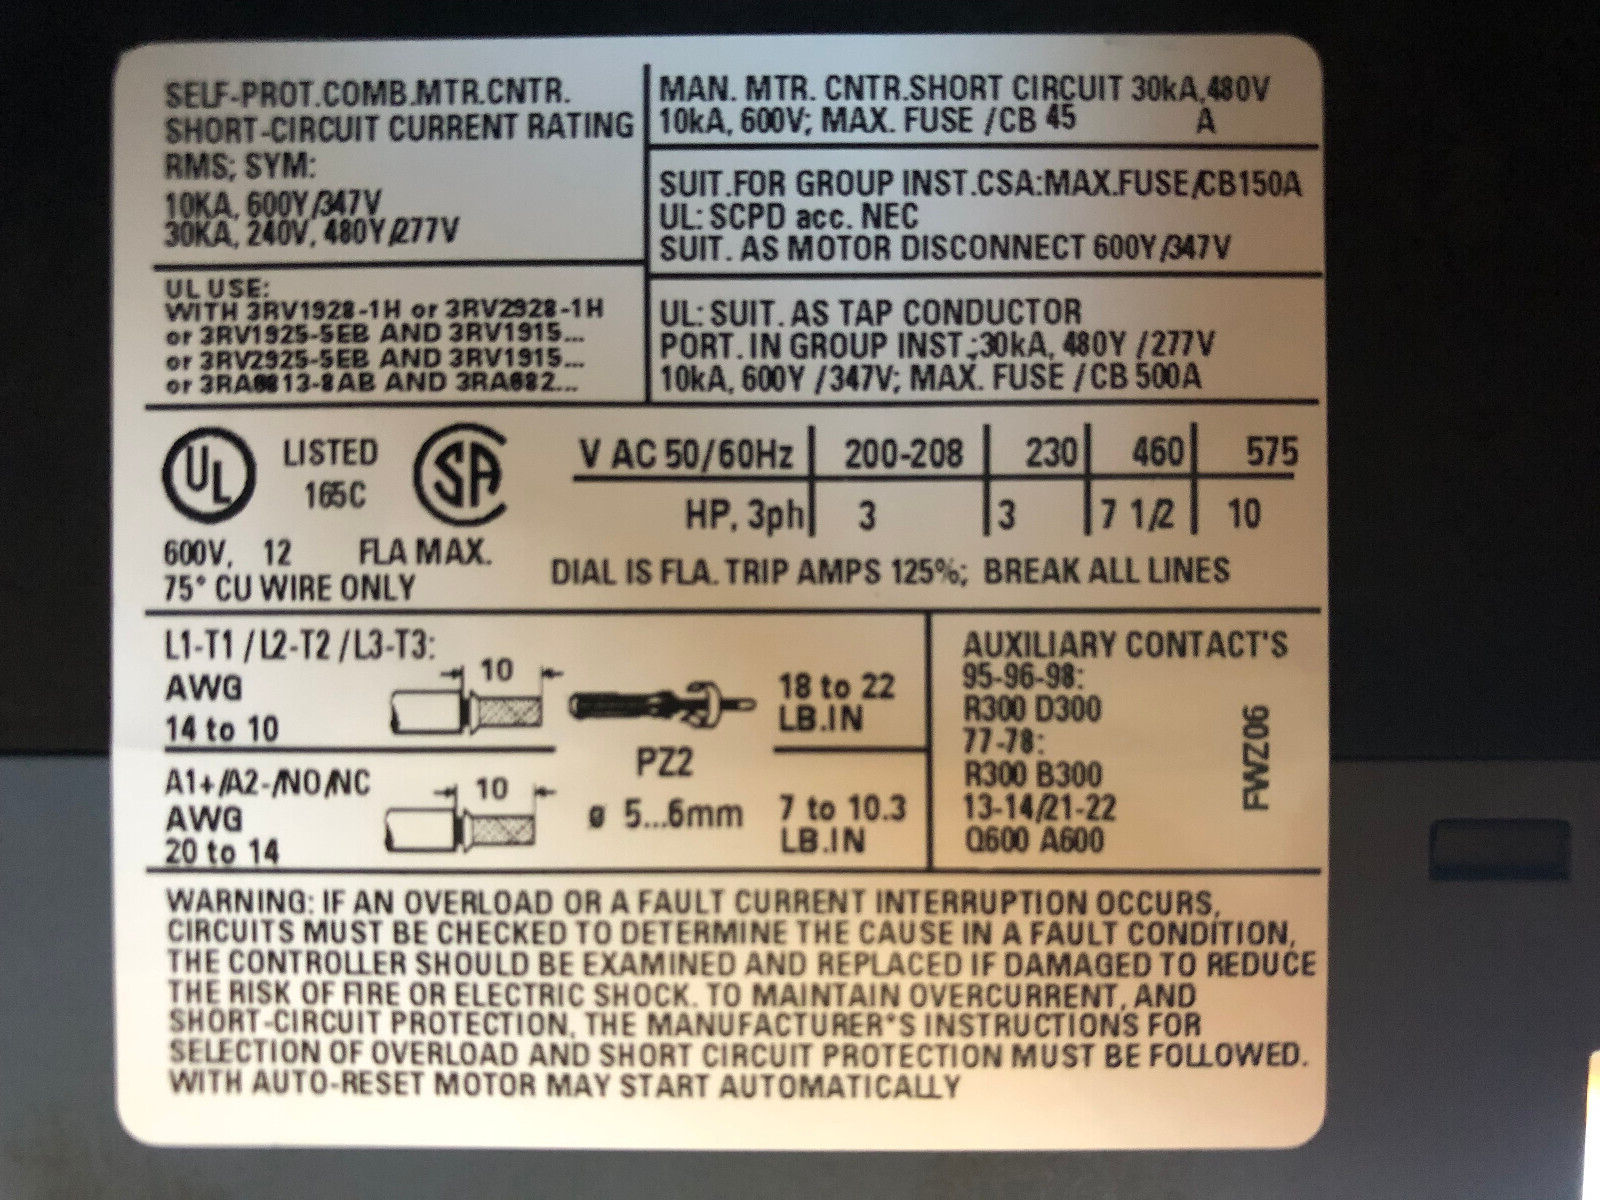 SELF-PROT.COMB.MTR.CNTR.
SHORT-CIRCUIT CURRENT RATING
RMS; SYM:
10KA, 600Y/347V
30KA, 240V, 480Y/277V
MAN. MTR. CNTR.SHORT CIRCUIT 30kA,480V
10kA, 600V; MAX. FUSE /CB 45 A
SUIT.FOR GROUP INST.CSA:MAX.FUSE/CB150A
UL: SCPD acc. NEC
SUIT. AS MOTOR DISCONNECT 600Y/347V
UL USE:
WITH 3RV1928-1H or 3RV2928-1H
or 3RV1925-5EB AND 3RV1915...
or 3RV2925-5EB AND 3RV1915...
or 3RA6813-8AB AND 3RA682...
UL: SUIT. AS TAP CONDUCTOR
PORT. IN GROUP INST.;30kA, 480Y /277V
10kA, 600Y /347V; MAX. FUSE / CB 500A
UL
LISTED
165C
SA
600V, 12 FLA MAX.
75° CU WIRE ONLY
V AC 50/60Hz 200-208 230 460 575
HP, 3ph 3 3 7 1/2 10
DIAL IS FLA. TRIP AMPS 125%; BREAK ALL LINES
L1-T1 /L2-T2 /L3-T3:
AWG
14 to 10
10
18 to 22
LB.IN
PZ2
ø 5...6mm
A1+/A2-/NO/NC
AWG
20 to 14
10
7 to 10.3
LB.IN
AUXILIARY CONTACT'S
95-96-98:
R300 D300
77-78:
R300 B300
13-14/21-22
Q600 A600
FWZ06
WARNING: IF AN OVERLOAD OR A FAULT CURRENT INTERRUPTION OCCURS,
CIRCUITS MUST BE CHECKED TO DETERMINE THE CAUSE IN A FAULT CONDITION,
THE CONTROLLER SHOULD BE EXAMINED AND REPLACED IF DAMAGED TO REDUCE
THE RISK OF FIRE OR ELECTRIC SHOCK. TO MAINTAIN OVERCURRENT, AND
SHORT-CIRCUIT PROTECTION, THE MANUFACTURER"S INSTRUCTIONS FOR
SELECTION OF OVERLOAD AND SHORT CIRCUIT PROTECTION MUST BE FOLLOWED.
WITH AUTO-RESET MOTOR MAY START AUTOMATICALLY